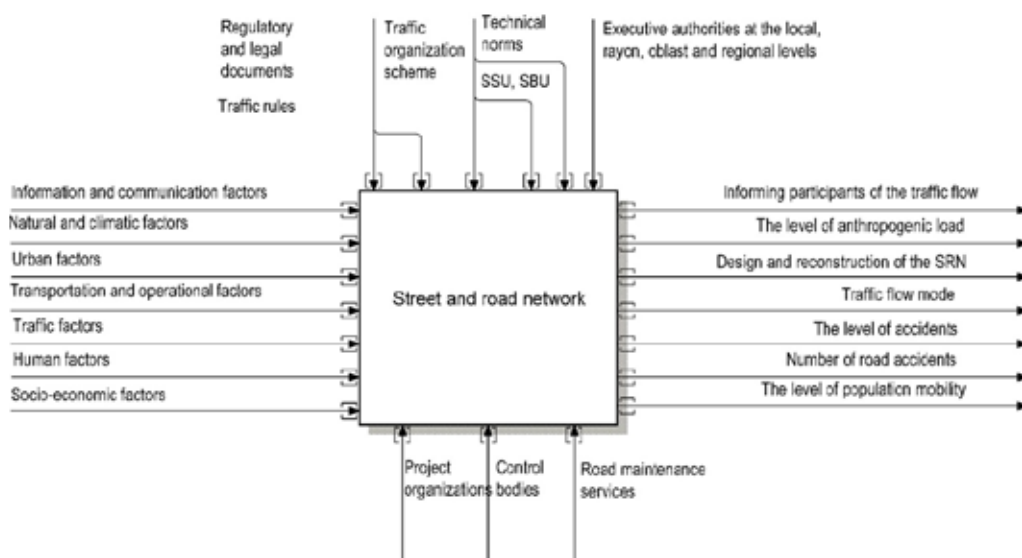 Regulatory
and legal
documents
Traffic rules
Traffic
organization
scheme
Technical
norms
SSU, SBU
Executive authorities at the local,
rayon, cblast and regional levels
Information and communication factors
Natural and climatic factors
Urban factors
Transportation and operational factors
Traffic factors
Human factors
Socio-economic factors
Street and road network
Informing participants of the traffic flow
The level of anthropogenic load
Design and reconstruction of the SRN
Traffic flow mode
The level of accidents
Number of road accidents
The level of population mobility
Project
organizations
Control
bodies
Road maintenance
services